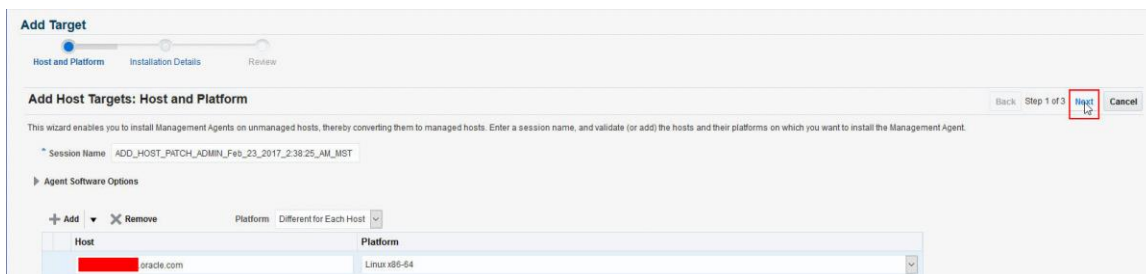 Add Target
Host and Platform Installation Details Review
Add Host Targets: Host and Platform Back Step 1 of 3 Next Cancel
This wizard enables you to install Management Agents on unmanaged hosts, thereby converting them to managed hosts. Enter a session name, and validate (or add) the hosts and their platforms on which you want to install the Management Agent.
* Session Name ADD_HOST_PATCH_ADMIN_Feb_23_2017_2:38:25_AM_MST
Agent Software Options
Add Remove Platform Different for Each Host
Host Platform
oracle.com Linux x86-64